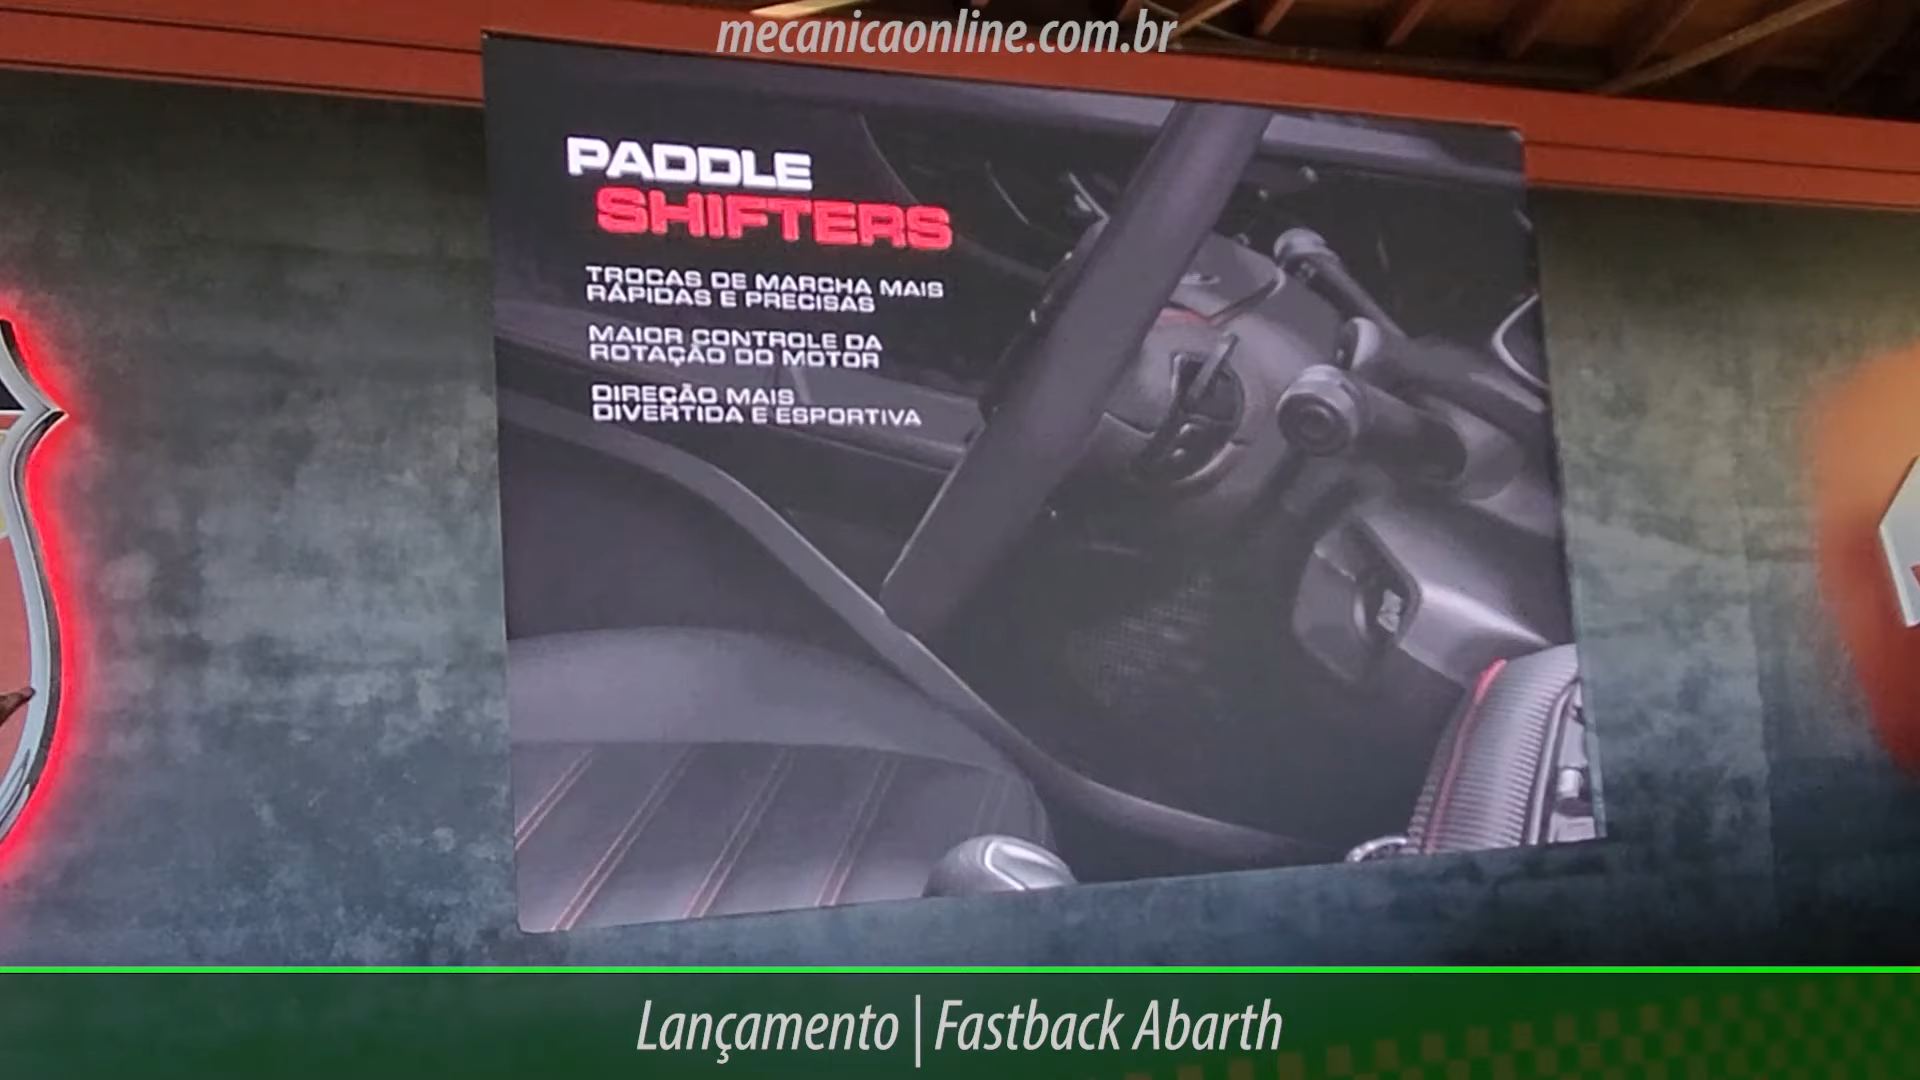 mecanicaonline.com.br
PADDLE
SHIFTERS
TROCAS DE MARCHA MAIS
RÁPIDAS E PRECISAS
MAIOR CONTROLE DA
ROTAÇÃO DO MOTOR
DIREÇÃO MAIS
DIVERTIDA E ESPORTIVA
Lançamento | Fastback Abarth